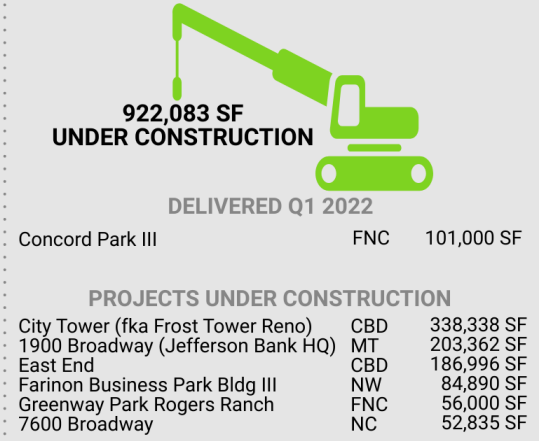 922,083 SF
UNDER CONSTRUCTION
DELIVERED Q1 2022
Concord Park III FNC 101,000 SF
PROJECTS UNDER CONSTRUCTION
City Tower (fka Frost Tower Reno) CBD 338,338 SF
1900 Broadway (Jefferson Bank HQ) MT 203,362 SF
East End CBD 186,996 SF
Farinon Business Park Bldg III NW 84,890 SF
Greenway Park Rogers Ranch FNC 56,000 SF
7600 Broadway NC 52,835 SF